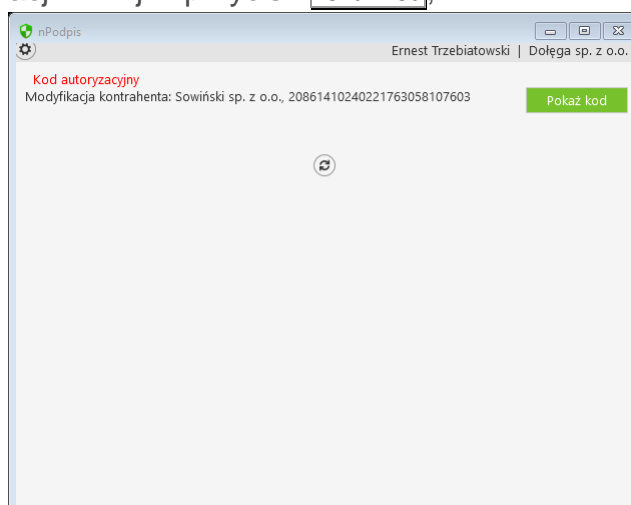 nPodpis
Ernest Trzebiatowski | Dołęga sp. z o.o.
Kod autoryzacyjny
Modyfikacja kontrahenta: Sowiński sp. z o.o., 20861410240221763058107603
Pokaż kod